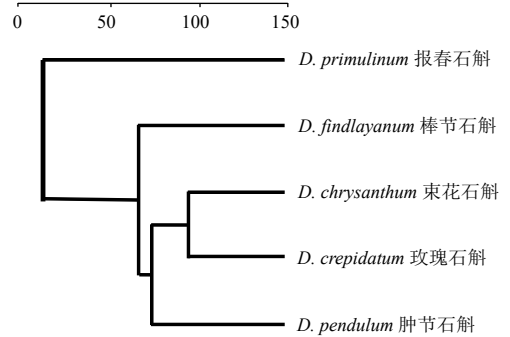 0 50 100 150
D. primulinum 报春石斛
D. findlayanum 棒节石斛
D. chrysanthum 束花石斛
D. crepidatum 玫瑰石斛
D. pendulum 肿节石斛